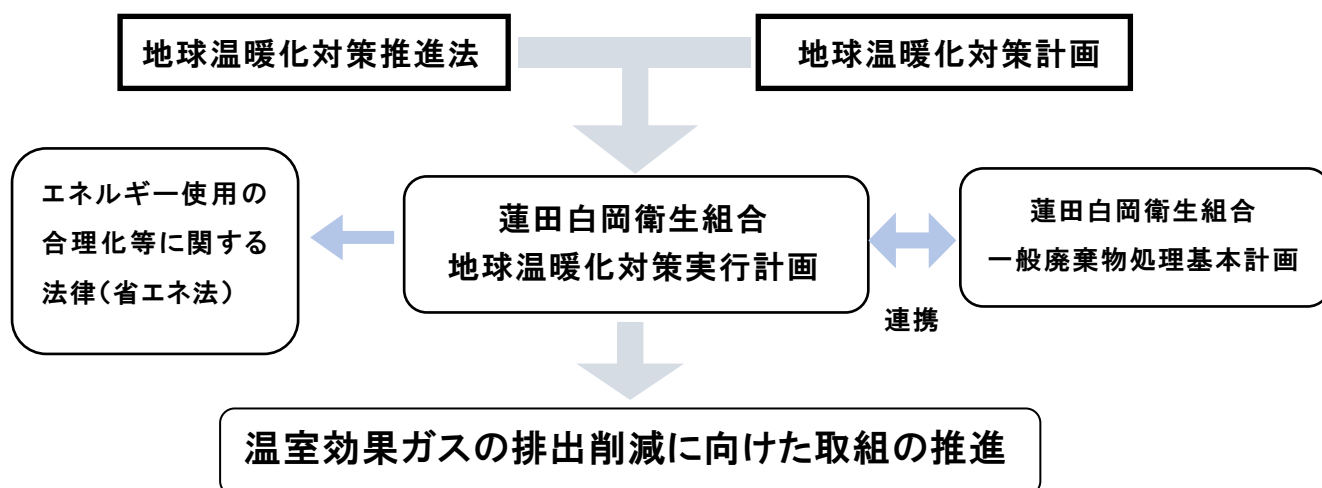 地球温暖化対策推進法
地球温暖化対策計画
エネルギー使用の
合理化等に関する
法律(省エネ法)
蓮田白岡衛生組合
地球温暖化対策実行計画
蓮田白岡衛生組合
一般廃棄物処理基本計画
連携
温室効果ガスの排出削減に向けた取組の推進